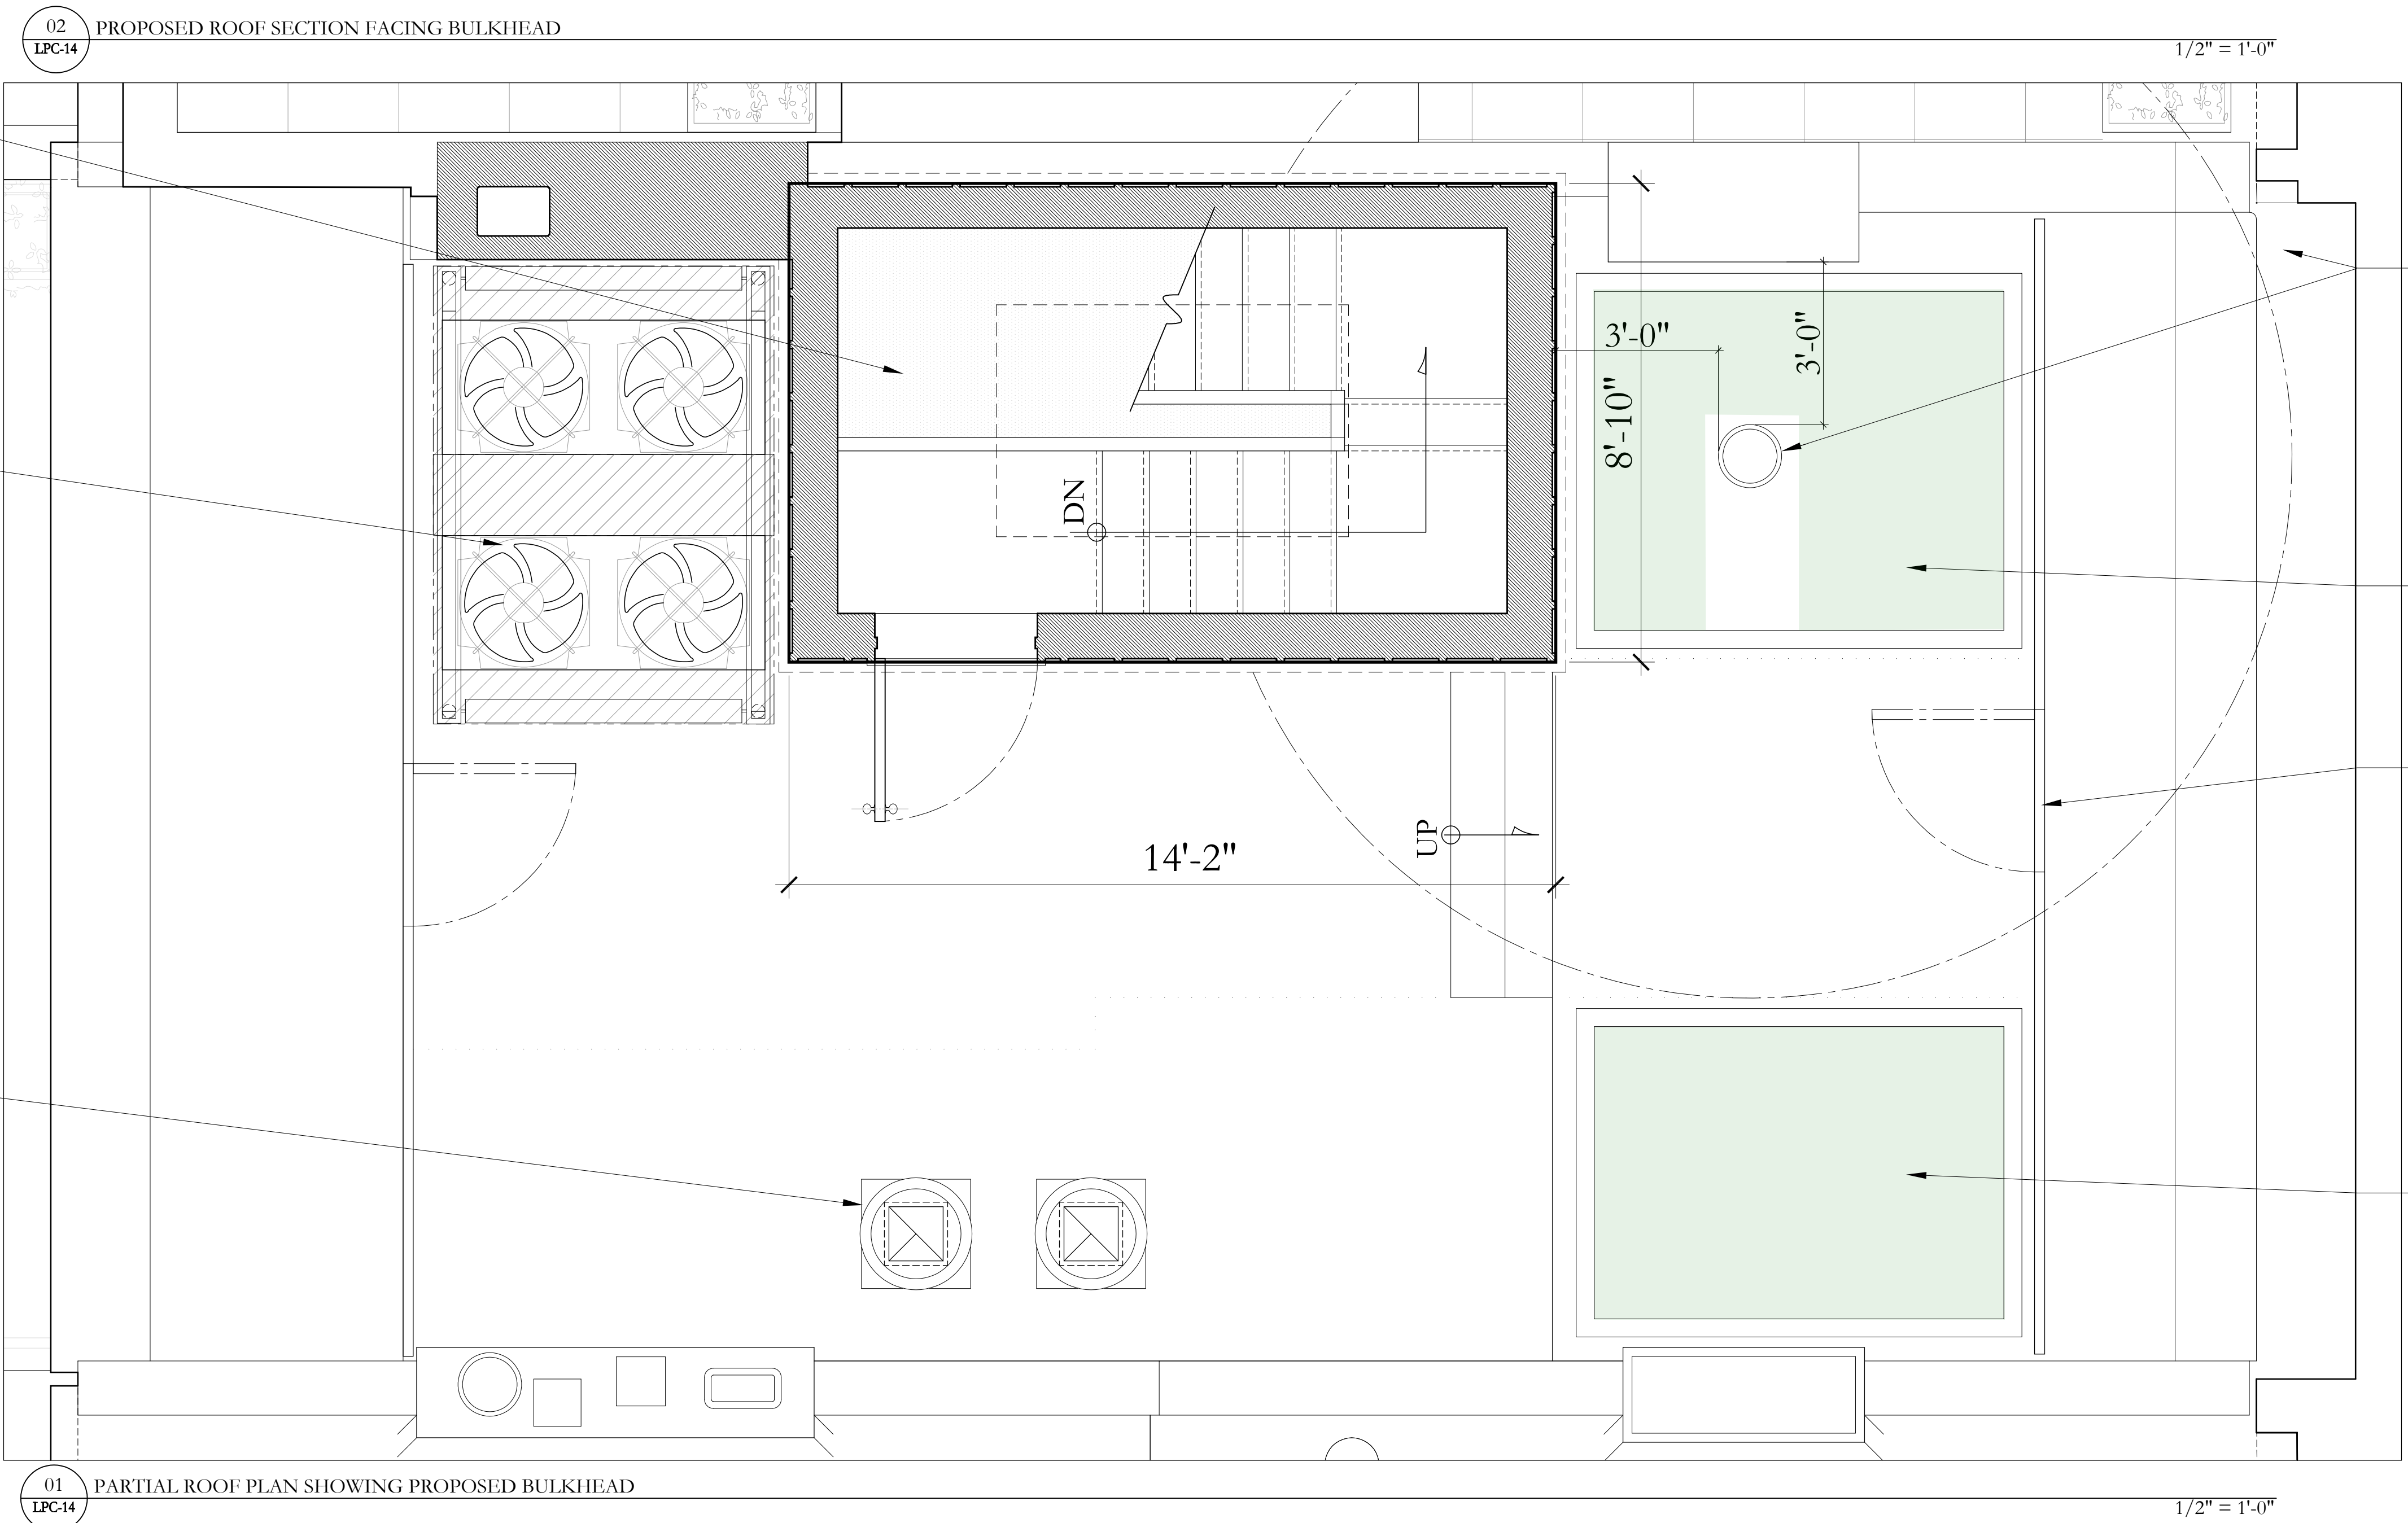 02
LPC-14
PROPOSED ROOF SECTION FACING BULKHEAD
1/2" = 1'-0"
3'-0"
3'-0"
8'-10"
DN
UP
14'-2"
01
LPC-14
PARTIAL ROOF PLAN SHOWING PROPOSED BULKHEAD
1/2" = 1'-0"